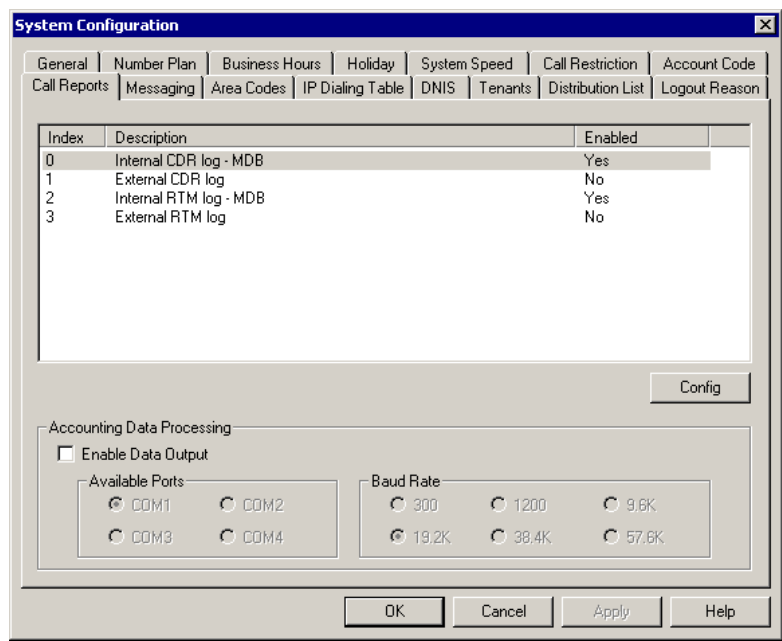 System Configuration
General Number Plan Business Hours Holiday System Speed Call Restriction Account Code
Call Reports Messaging Area Codes IP Dialing Table DNIS Tenants Distribution List Logout Reason
Index Description Enabled
0 Internal CDR log - MDB Yes
1 External CDR log No
2 Internal RTM log - MDB Yes
3 External RTM log No
Config
Accounting Data Processing
Enable Data Output
Available Ports Baud Rate
COM1 COM2 300 1200 9.6K
COM3 COM4 19.2K 38.4K 57.6K
OK Cancel Apply Help